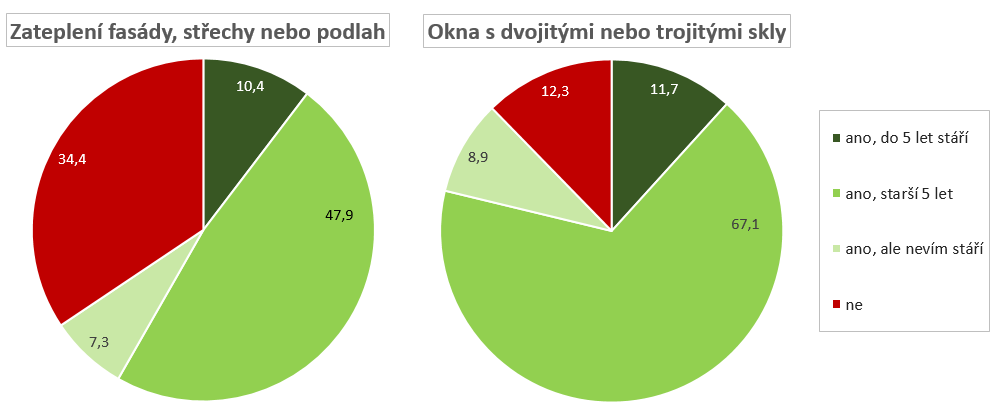 Zateplení fasády, střechy nebo podlah
10,4
47,9
7,3
34,4
Okna s dvojitými nebo trojitými skly
11,7
67,1
8,9
12,3
ano, do 5 let stáří
ano, starší 5 let
ano, ale nevím stáří
ne